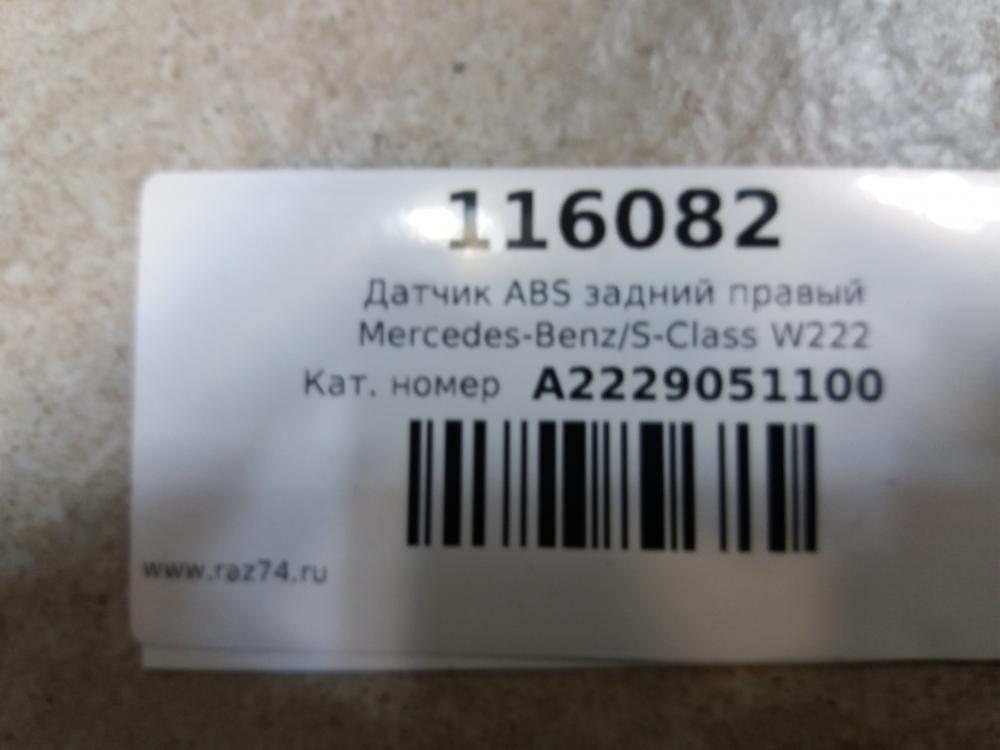 116082
Датчик ABS задний правый
Mercedes-Benz/S-Class W222
Кат. номер A2229051100
www.raz74.ru